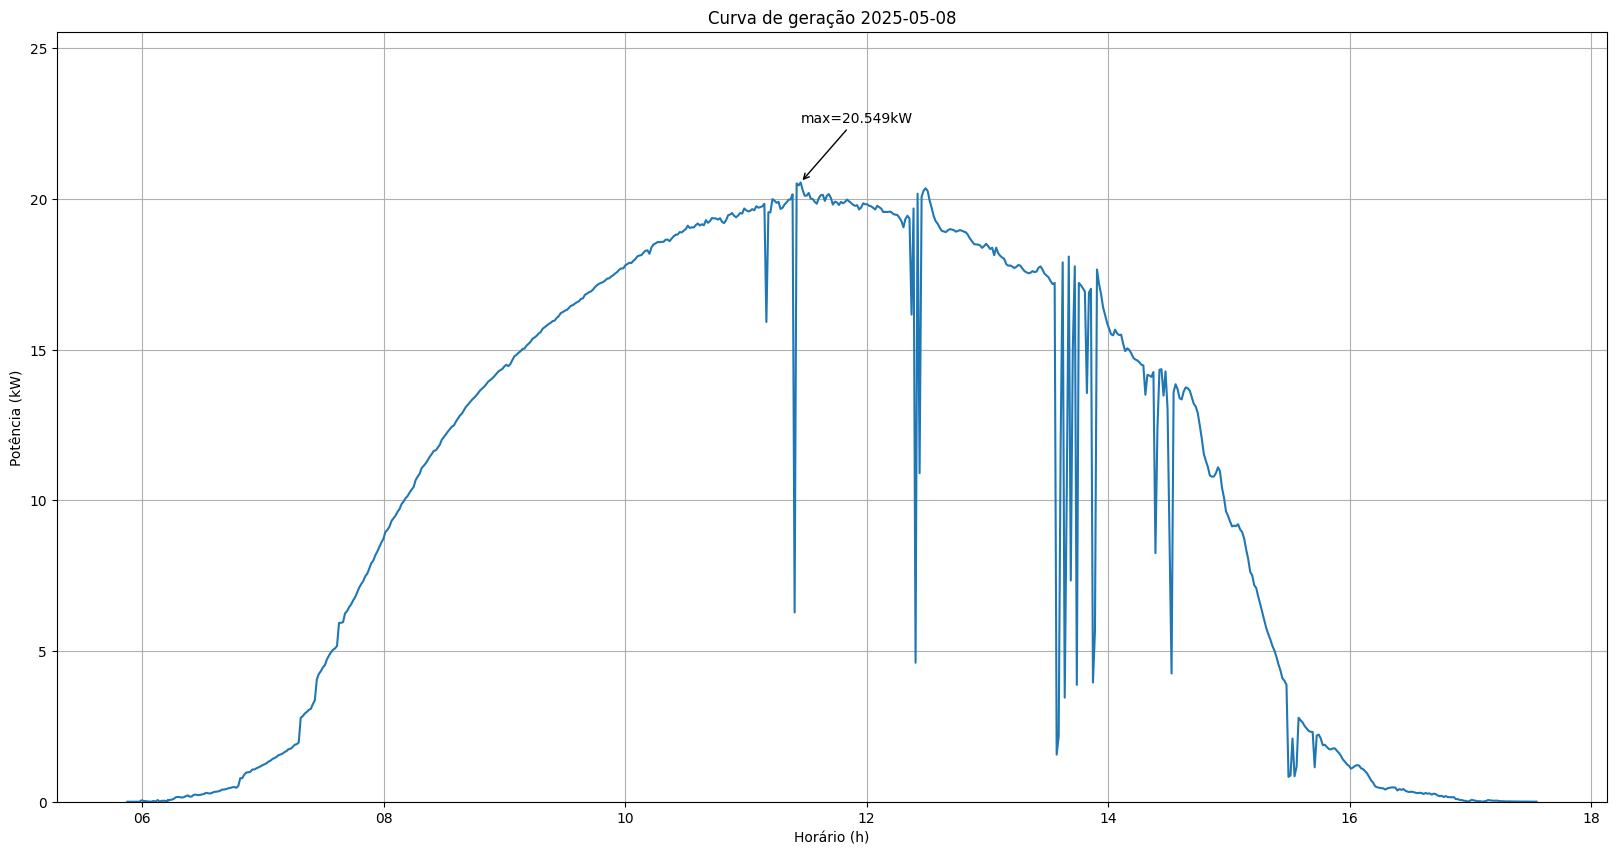 Curva de geração 2025-05-08
25
20
15
10
5
0
Potência (kW)
max=20.549kW
06 08 10 12 14 16 18
Horário (h)